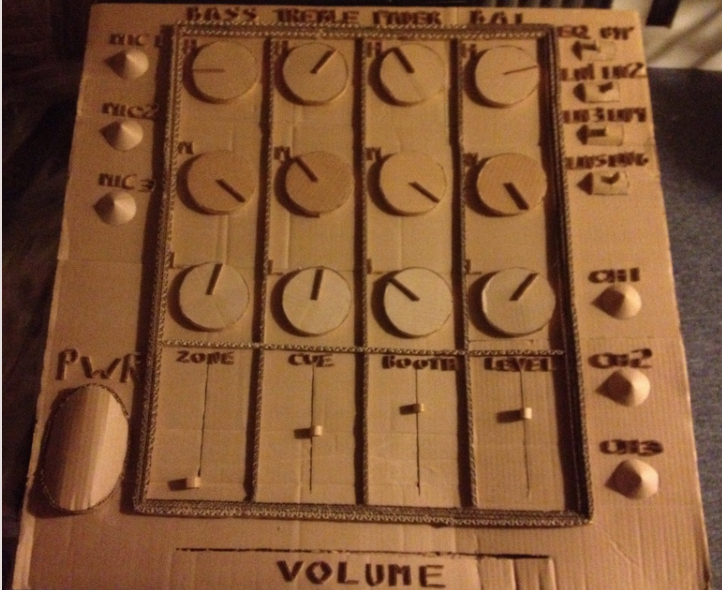 BASS TREBLE FADER BAL
MIC 1
MIC2
MIC3
H H H H
M M M M
L L L L
ZONE CUE BOOTH LEVEL
PWR
CH1
CH2
CH3
VOLUME